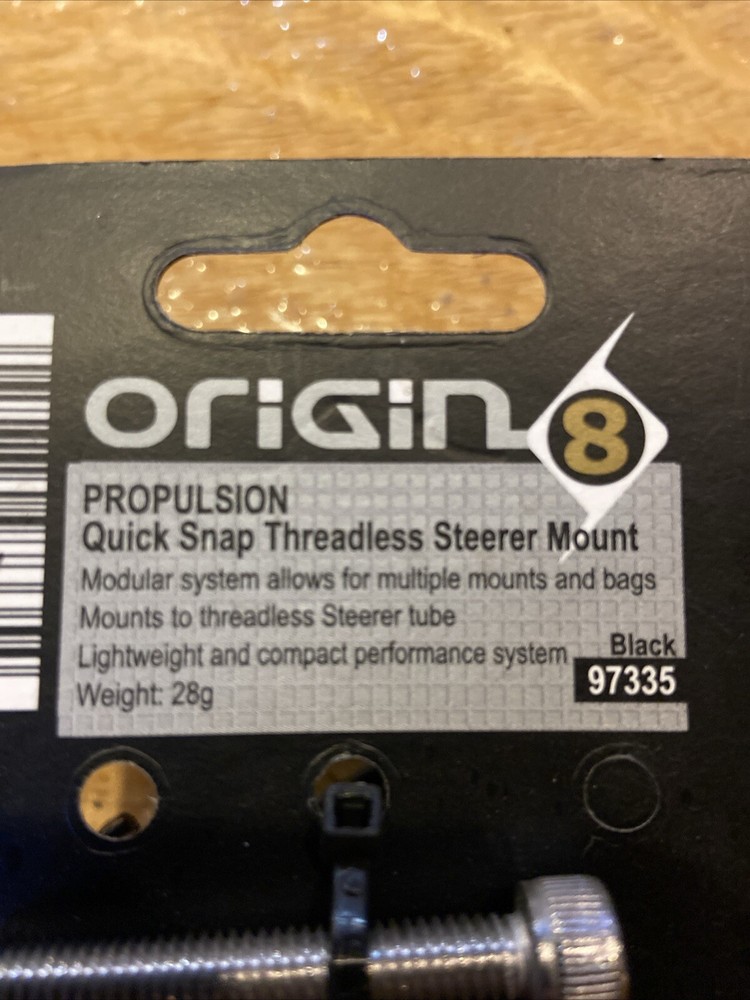 ORIGIN8
PROPULSION
Quick Snap Threadless Steerer Mount
Modular system allows for multiple mounts and bags
Mounts to threadless Steerer tube
Lightweight and compact performance system
Black
97335
Weight: 28g